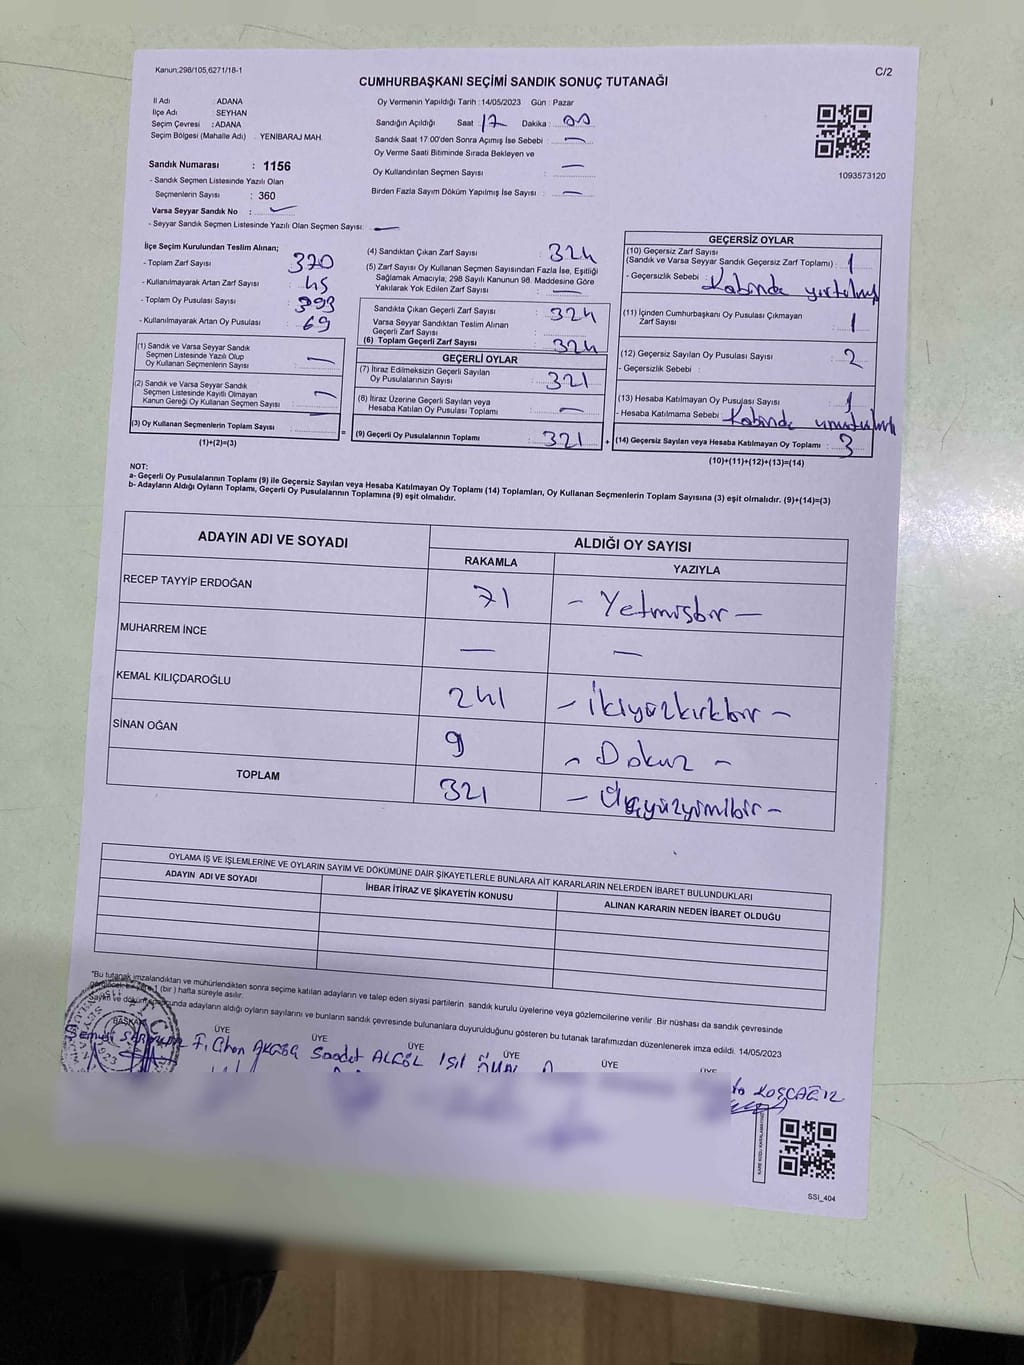 Kanun:298/105,6271/18-1
C/2
CUMHURBAŞKANI SEÇİMİ SANDIK SONUÇ TUTANAĞI
İl Adı : ADANA
İlçe Adı : SEYHAN
Seçim Çevresi : ADANA
Seçim Bölgesi (Mahalle Adı) : YENİBARAJ MAH.
Sandık Numarası : 1156
- Sandık Seçmen Listesinde Yazılı Olan
Seçmenlerin Sayısı : 360
Varsa Seyyar Sandık No :
- Seyyar Sandık Seçmen Listesinde Yazılı Olan Seçmen Sayısı: —
Oy Vermenin Yapıldığı Tarih : 14/05/2023 Gün : Pazar
Sandığın Açıldığı Saat : 17 Dakika : 00
Sandık Saat 17:00'den Sonra Açımış İse Sebebi : —
Oy Verme Saati Bitiminde Sırada Bekleyen ve
Oy Kullandırılan Seçmen Sayısı : —
Birden Fazla Sayım Döküm Yapılmış İse Sayısı : —
1093573120
İlçe Seçim Kurulundan Teslim Alınan;
- Toplam Zarf Sayısı : 370
- Kullanılmayarak Artan Zarf Sayısı : 45
- Toplam Oy Pusulası Sayısı : 393
- Kullanılmayarak Artan Oy Pusulası : 69
(1) Sandık ve Varsa Seyyar Sandık
Seçmen Listesinde Yazılı Olup
Oy Kullanan Seçmenlerin Sayısı : —
(2) Sandık ve Varsa Seyyar Sandık
Seçmen Listesinde Kayıtlı Olmayan
Kanun Gereği Oy Kullanan Seçmen Sayısı : —
(3) Oy Kullanan Seçmenlerin Toplam Sayısı :
(1)+(2)=(3)
(4) Sandıktan Çıkan Zarf Sayısı : 324
(5) Zarf Sayısı Oy Kullanan Seçmen Sayısından Fazla İse, Eşitliği
Sağlamak Amacıyla; 298 Sayılı Kanunun 98. Maddesine Göre
Yakılarak Yok Edilen Zarf Sayısı : —
Sandıkta Çıkan Geçerli Zarf Sayısı : 324
Varsa Seyyar Sandıktan Teslim Alınan
Geçerli Zarf Sayısı :
(6) Toplam Geçerli Zarf Sayısı : 324
GEÇERLİ OYLAR
(7) İtiraz Edilmeksizin Geçerli Sayılan
Oy Pusulalarının Sayısı : 321
(8) İtiraz Üzerine Geçerli Sayılan veya
Hesaba Katılan Oy Pusulası Toplamı : —
(9) Geçerli Oy Pusulalarının Toplamı : 321
GEÇERSİZ OYLAR
(10) Geçersiz Zarf Sayısı
(Sandık ve Varsa Seyyar Sandık Geçersiz Zarf Toplamı) : 1
- Geçersizlik Sebebi : Kabinde yırtılmış
(11) İçinden Cumhurbaşkanı Oy Pusulası Çıkmayan
Zarf Sayısı : 1
(12) Geçersiz Sayılan Oy Pusulası Sayısı : 2
- Geçersizlik Sebebi :
(13) Hesaba Katılmayan Oy Pusulası Sayısı : 1
- Hesaba Katılmama Sebebi : Kabinde unutulmuş
(14) Geçersiz Sayılan veya Hesaba Katılmayan Oy Toplamı : 3
(10)+(11)+(12)+(13)=(14)
NOT:
a- Geçerli Oy Pusulalarının Toplamı (9) ile Geçersiz Sayılan veya Hesaba Katılmayan Oy Toplamı (14) Toplamları, Oy Kullanan Seçmenlerin Toplam Sayısına (3) eşit olmalıdır. (9)+(14)=(3)
b- Adayların Aldığı Oyların Toplamı, Geçerli Oy Pusulalarının Toplamına (9) eşit olmalıdır.
ADAYIN ADI VE SOYADI
ALDIĞI OY SAYISI
RAKAMLA YAZIYLA
RECEP TAYYİP ERDOĞAN 71 - Yetmişbir -
MUHARREM İNCE — —
KEMAL KILIÇDAROĞLU 241 - İkiyüzkırkbir -
SİNAN OĞAN 9 - Dokuz -
TOPLAM 321 - Üçyüzyirmibir -
OYLAMA İŞ VE İŞLEMLERİNE VE OYLARIN SAYIM VE DÖKÜMÜNE DAİR ŞİKAYETLERLE BUNLARA AİT KARARLARIN NELERDEN İBARET BULUNDUKLARI
ADAYIN ADI VE SOYADI İHBAR İTİRAZ VE ŞİKAYETİN KONUSU ALINAN KARARIN NEDEN İBARET OLDUĞU
*Bu tutanak imzalandıktan ve mühürlendikten sonra seçime katılan adayların ve talep eden siyasi partilerin sandık kurulu üyelerine veya gözlemcilerine verilir. Bir nüshası da sandık çevresinde
1 (bir) hafta süreyle asılır.
Sayım ve dökümü sonunda adayların aldığı oyların sayılarını ve bunların sandık çevresinde bulunanlara duyurulduğunu gösteren bu tutanak tarafımızdan düzenlenerek imza edildi. 14/05/2023
BAŞKAN ÜYE ÜYE ÜYE ÜYE ÜYE ÜYE
KOŞÇAĞIZ
SSI_404